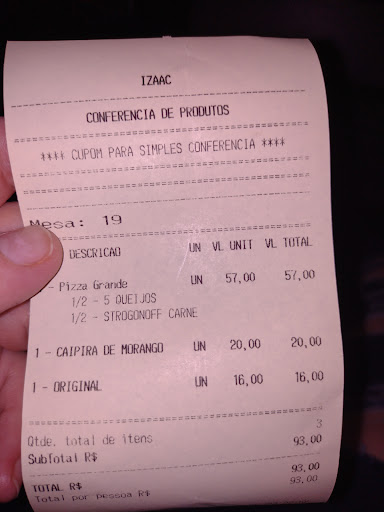 IZAAC
CONFERENCIA DE PRODUTOS
**** CUPOM PARA SIMPLES CONFERENCIA ****
Mesa: 19
DESCRICAO UN VL UNIT VL TOTAL
- Pizza Grande UN 57,00 57,00
1/2 - 5 QUEIJOS
1/2 - STROGONOFF CARNE
1 - CAIPIRA DE MORANGO UN 20,00 20,00
1 - ORIGINAL UN 16,00 16,00
Qtde. total de itens 3
SubTotal R$ 93,00
TOTAL R$ 93,00
Total por pessoa R$ 93,00